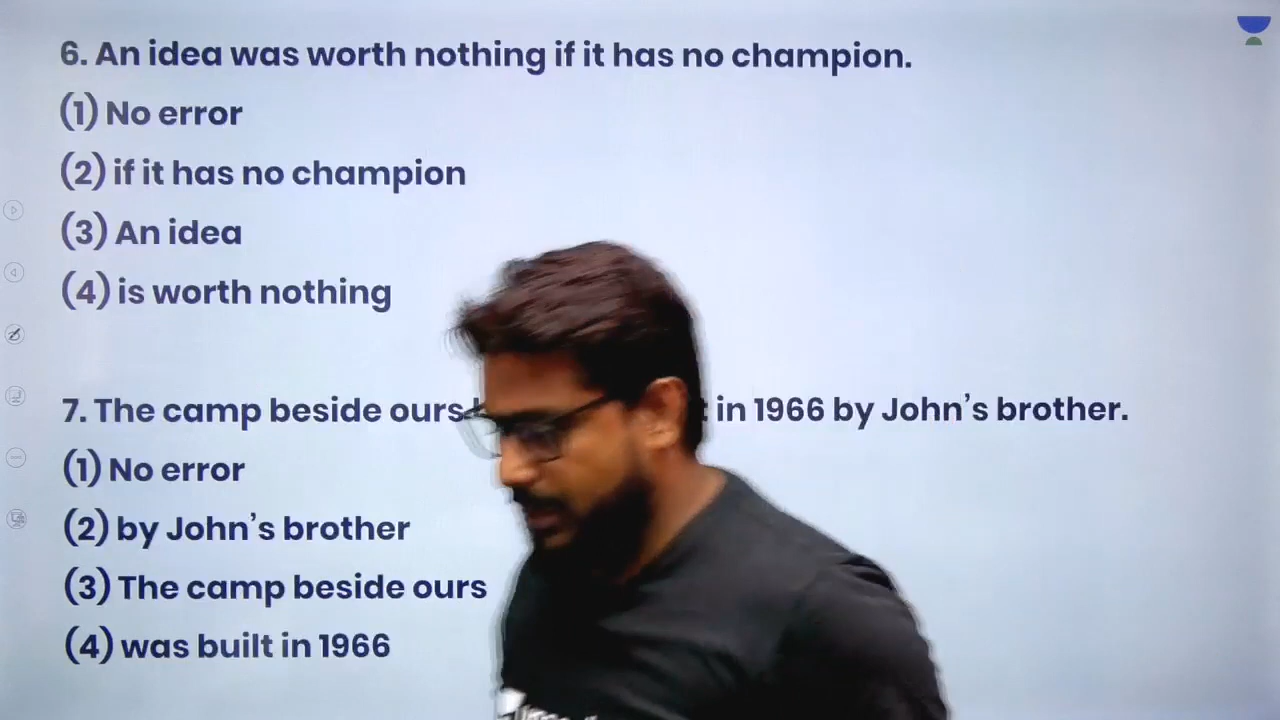 6. An idea was worth nothing if it has no champion.
(1) No error
(2) if it has no champion
(3) An idea
(4) is worth nothing
7. The camp beside ours in 1966 by John's brother.
(1) No error
(2) by John's brother
(3) The camp beside ours
(4) was built in 1966